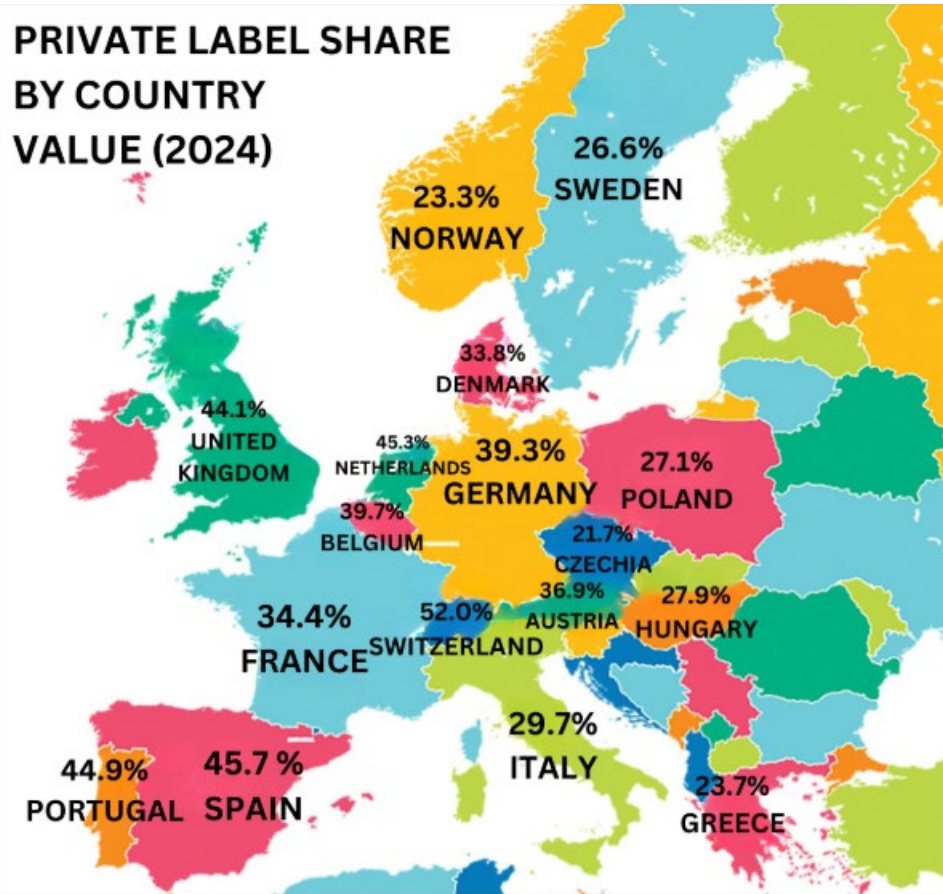 PRIVATE LABEL SHARE
BY COUNTRY
VALUE (2024)
26.6%
SWEDEN
23.3%
NORWAY
33.8%
DENMARK
44.1%
UNITED
KINGDOM
45.3%
NETHERLANDS
39.3%
GERMANY
27.1%
POLAND
39.7%
BELGIUM
21.7%
CZECHIA
36.9%
AUSTRIA
27.9%
HUNGARY
34.4%
FRANCE
52.0%
SWITZERLAND
29.7%
ITALY
44.9%
PORTUGAL
45.7 %
SPAIN
23.7%
GREECE